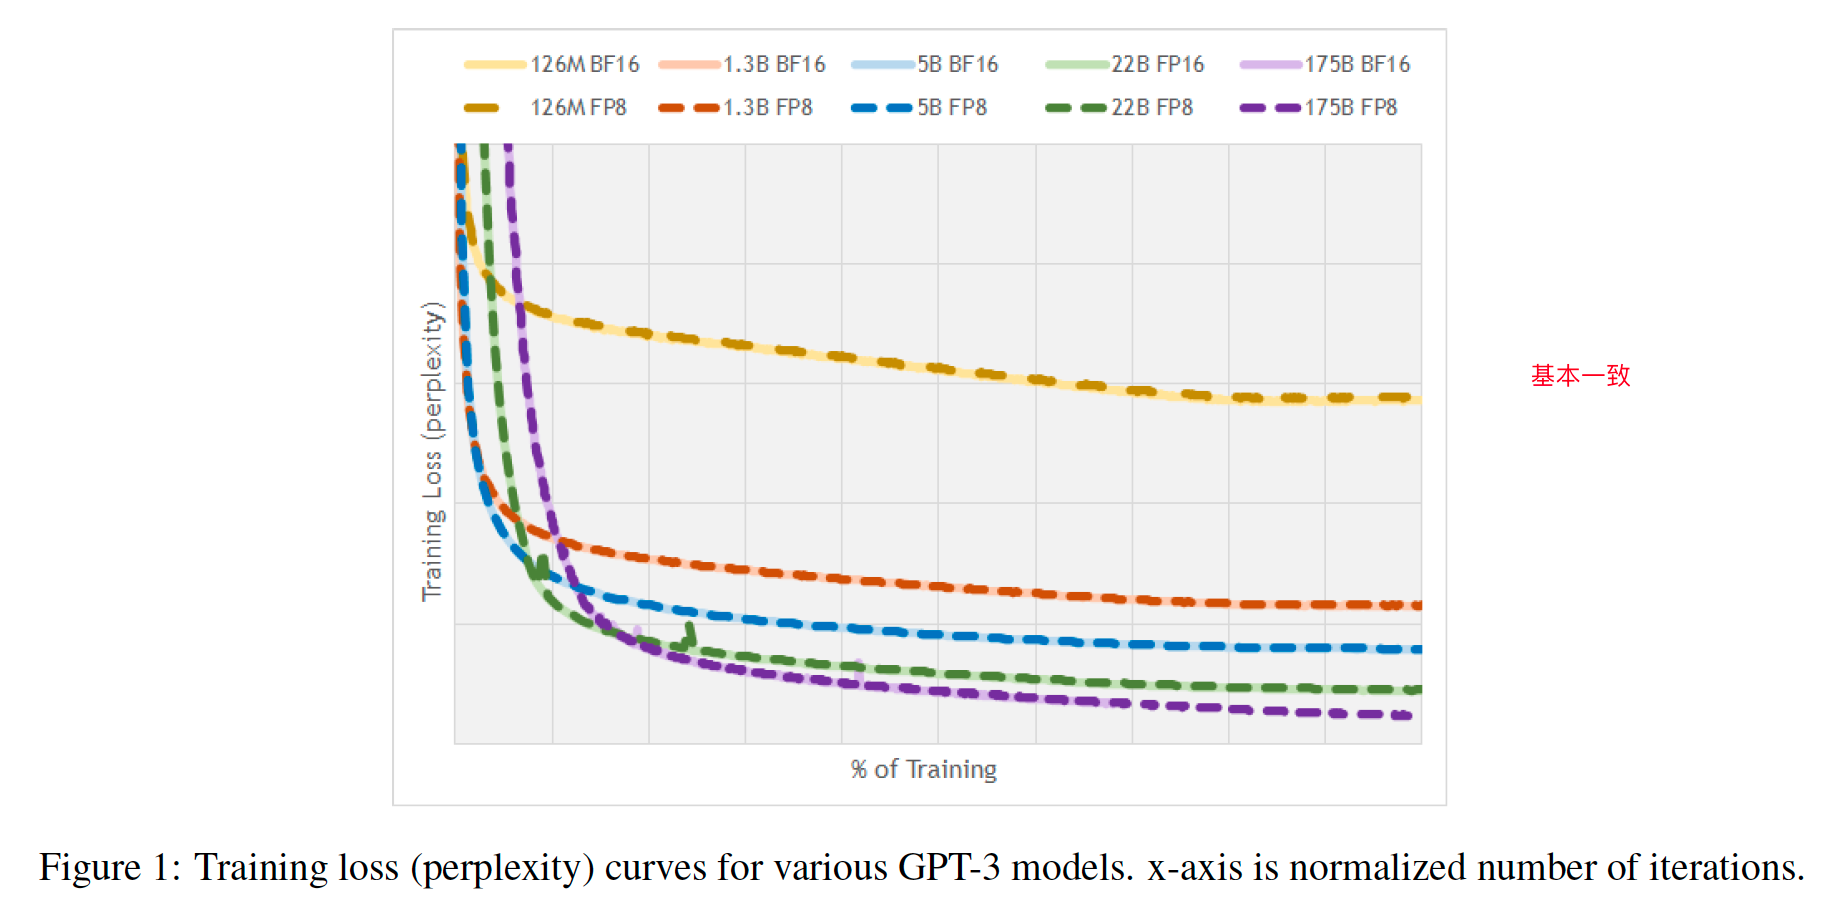 126M BF16 1.3B BF16 5B BF16 22B FP16 175B BF16
126M FP8 1.3B FP8 5B FP8 22B FP8 175B FP8
Training Loss (perplexity)
基本一致
% of Training
Figure 1: Training loss (perplexity) curves for various GPT-3 models. x-axis is normalized number of iterations.